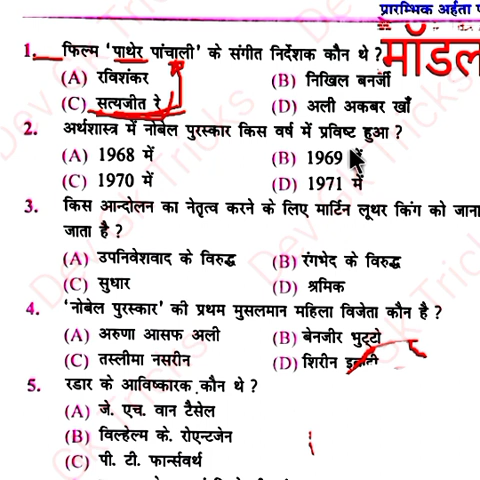 प्रारम्भिक अर्हता
मॉडल
1. फिल्म 'पाथेर पांचाली' के संगीत निर्देशक कौन थे ?
(A) रविशंकर (B) निखिल बनर्जी
(C) सत्यजीत रे (D) अली अकबर खाँ
2. अर्थशास्त्र में नोबेल पुरस्कार किस वर्ष में प्रविष्ट हुआ ?
(A) 1968 में (B) 1969 में
(C) 1970 में (D) 1971 में
3. किस आन्दोलन का नेतृत्व करने के लिए मार्टिन लूथर किंग को जाना
जाता है ?
(A) उपनिवेशवाद के विरुद्ध (B) रंगभेद के विरुद्ध
(C) सुधार (D) श्रमिक
4. 'नोबेल पुरस्कार' की प्रथम मुसलमान महिला विजेता कौन है ?
(A) अरुणा आसफ अली (B) बेनजीर भुट्टो
(C) तस्लीमा नसरीन (D) शिरीन
5. रडार के आविष्कारक कौन थे ?
(A) जे. एच. वान टैसेल
(B) विल्हेल्म के. रोएन्टजेन
(C) पी. टी. फार्न्सवर्थ